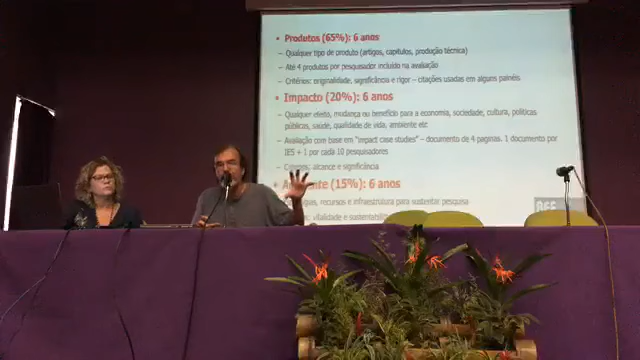 • Produtos (65%): 6 anos
– Qualquer tipo de produto (artigos, capítulos, produção técnica)
– Até 4 produtos por pesquisador incluído na avaliação
– Critérios: originalidade, significância e rigor – citações usadas em alguns painéis
• Impacto (20%): 6 anos
– Qualquer efeito, mudança ou benefício para a economia, sociedade, cultura, políticas
públicas, saúde, qualidade de vida, ambiente etc
– Avaliação com base em "impact case studies" – documento de 4 paginas. 1 documento por
IES + 1 por cada 10 pesquisadores
alcance e significância
(15%): 6 anos
recursos e infraestrutura para sustentar pesquisa
vitalidade e